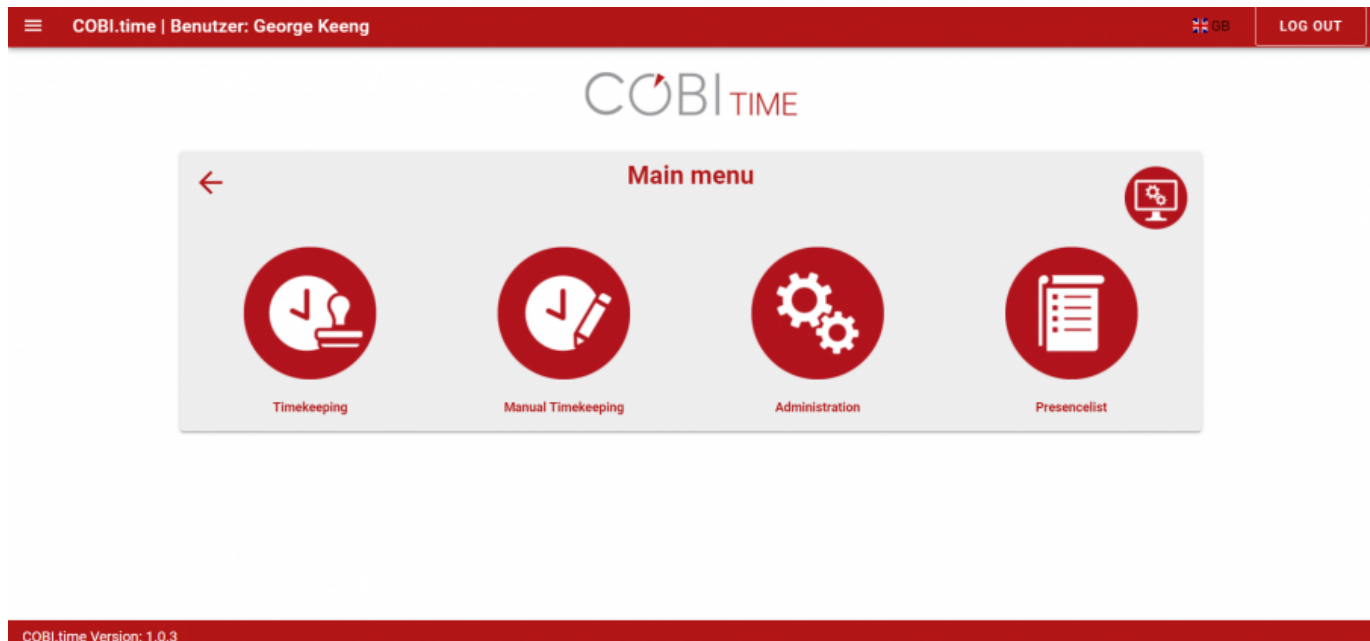 COBI.time | Benutzer: George Keeng
GB
LOG OUT
COBI TIME
Main menu
Timekeeping
Manual Timekeeping
Administration
Presencelist
COBI.time Version: 1.0.3